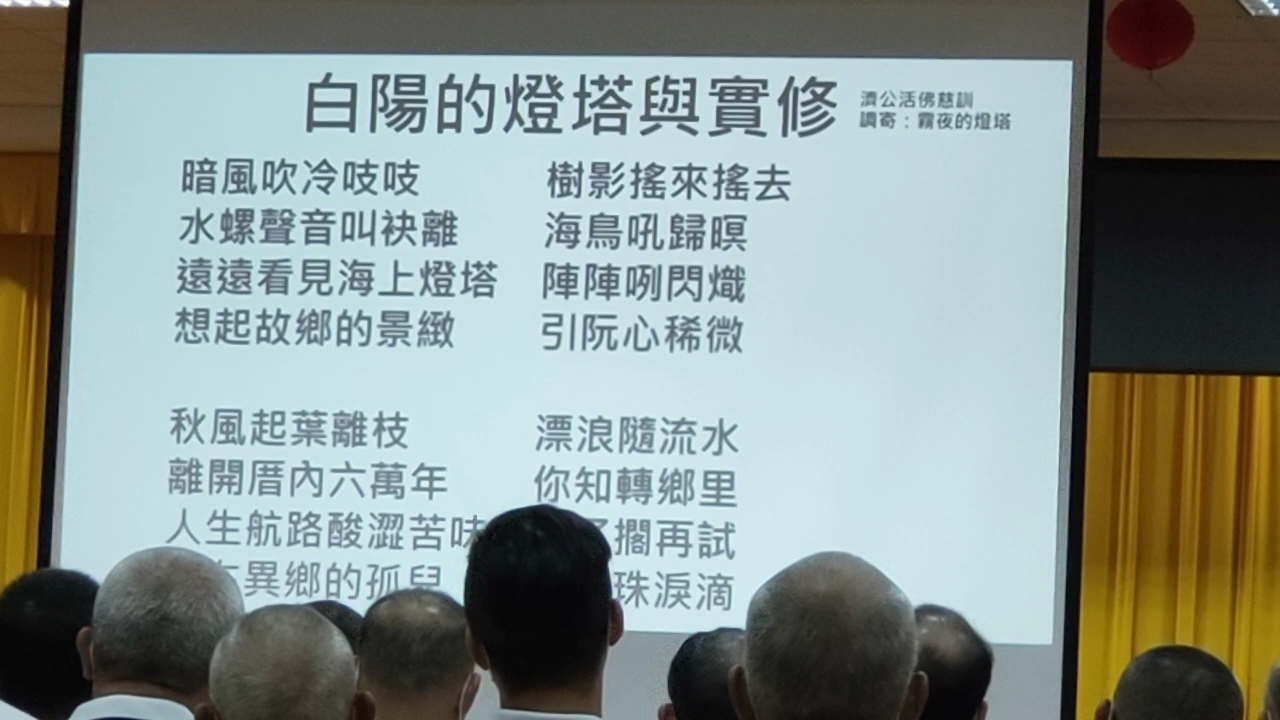 白陽的燈塔與實修
濟公活佛慈訓
調寄：霧夜的燈塔
暗風吹冷吱吱 樹影搖來搖去
水螺聲音叫袂離 海鳥吼歸暝
遠遠看見海上燈塔 陣陣咧閃熾
想起故鄉的景緻 引阮心稀微
秋風起葉離枝 漂浪隨流水
離開厝內六萬年 你知轉鄉里
人生航路酸澀苦味 擱再試
異鄉的孤兒 珠淚滴